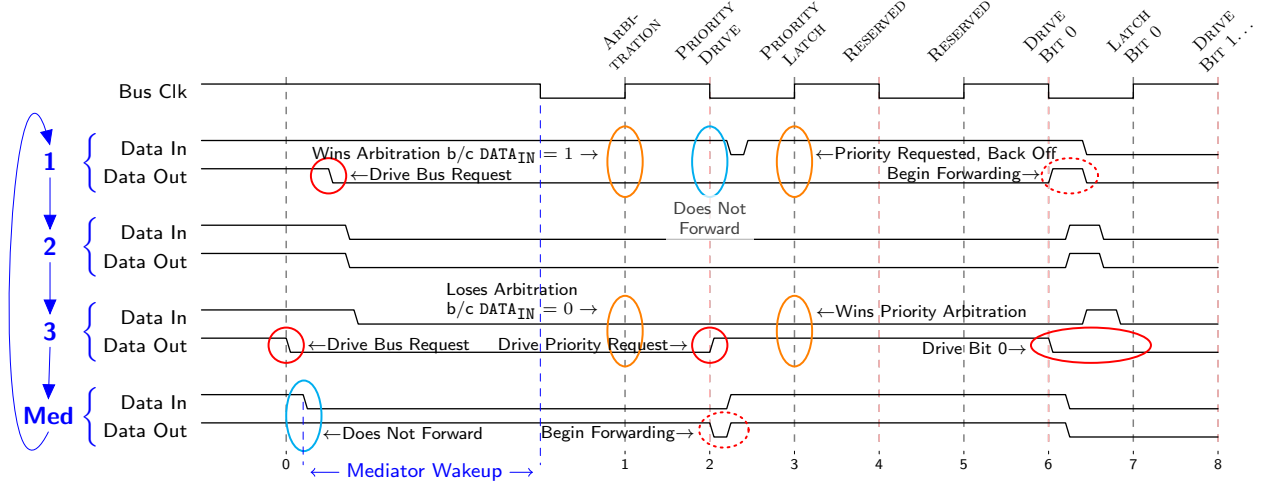 ARBI-
TRATION
PRIORITY
DRIVE
PRIORITY
LATCH
RESERVED
RESERVED
DRIVE
BIT 0
LATCH
BIT 0
DRIVE
BIT 1...
Bus Clk
1
Data In
Wins Arbitration b/c DATA_IN = 1 →
←Priority Requested, Back Off
Data Out
←Drive Bus Request
Begin Forwarding→
Does Not
Forward
2
Data In
Data Out
3
Loses Arbitration
b/c DATA_IN = 0 →
Data In
←Wins Priority Arbitration
Data Out
←Drive Bus Request
Drive Priority Request→
Drive Bit 0→
Med
Data In
Data Out
←Does Not Forward
Begin Forwarding→
0
← Mediator Wakeup →
1
2
3
4
5
6
7
8